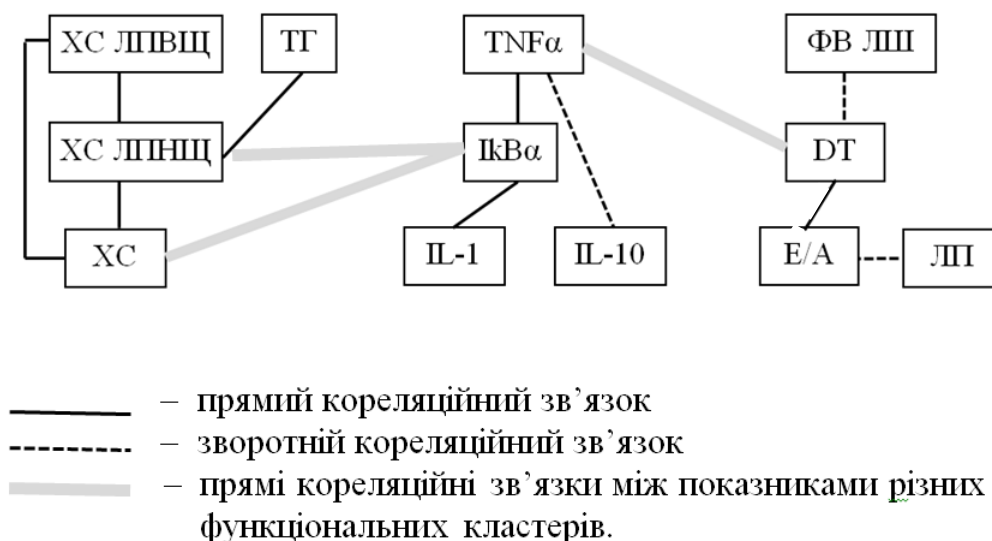 ХС ЛПВЩ
ТГ
TNFα
ФВ ЛШ
ХС ЛПНЩ
IkBα
DT
ХС
IL-1
IL-10
E/A
ЛП
– прямий кореляційний зв’язок
– зворотній кореляційний зв’язок
– прямі кореляційні зв’язки між показниками різних
функціональних кластерів.